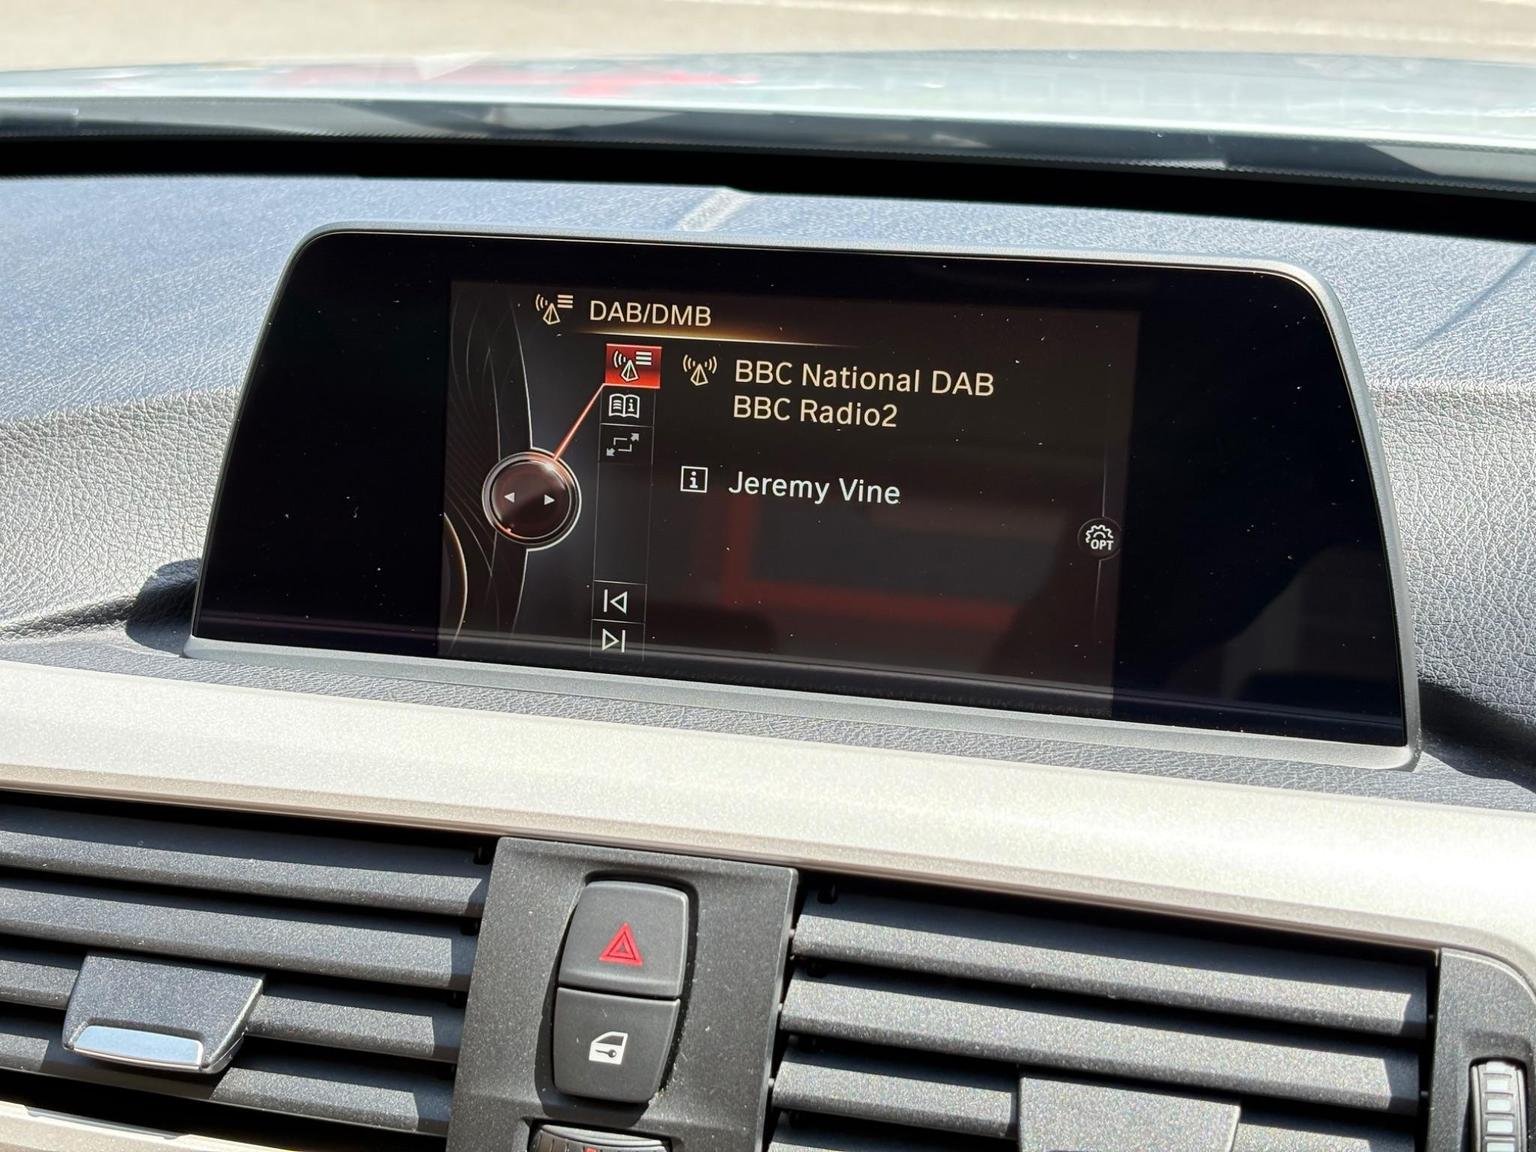 DAB/DMB
BBC National DAB
BBC Radio2
Jeremy Vine
OPT